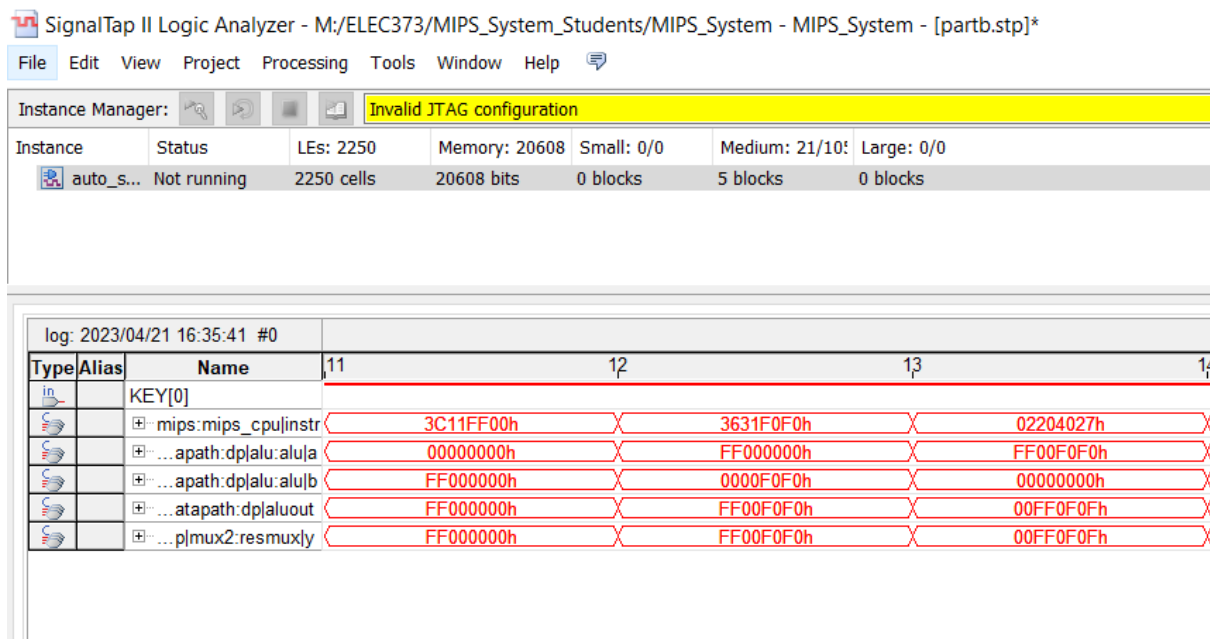 SignalTap II Logic Analyzer - M:/ELEC373/MIPS_System_Students/MIPS_System - MIPS_System - [partb.stp]*
File Edit View Project Processing Tools Window Help
Instance Manager: Invalid JTAG configuration
Instance Status LEs: 2250 Memory: 20608 Small: 0/0 Medium: 21/10 Large: 0/0
auto_s... Not running 2250 cells 20608 bits 0 blocks 5 blocks 0 blocks
log: 2023/04/21 16:35:41 #0
Type Alias Name 11 12 13
in KEY[0]
mips:mips_cpu|instr 3C11FF00h 3631F0F0h 02204027h
...apath:dp|alu:alu|a 00000000h FF000000h FF00F0F0h
...apath:dp|alu:alu|b FF000000h 0000F0F0h 00000000h
...atapath:dp|aluout FF000000h FF00F0F0h 00FF0F0Fh
...p|mux2:resmux|y FF000000h FF00F0F0h 00FF0F0Fh